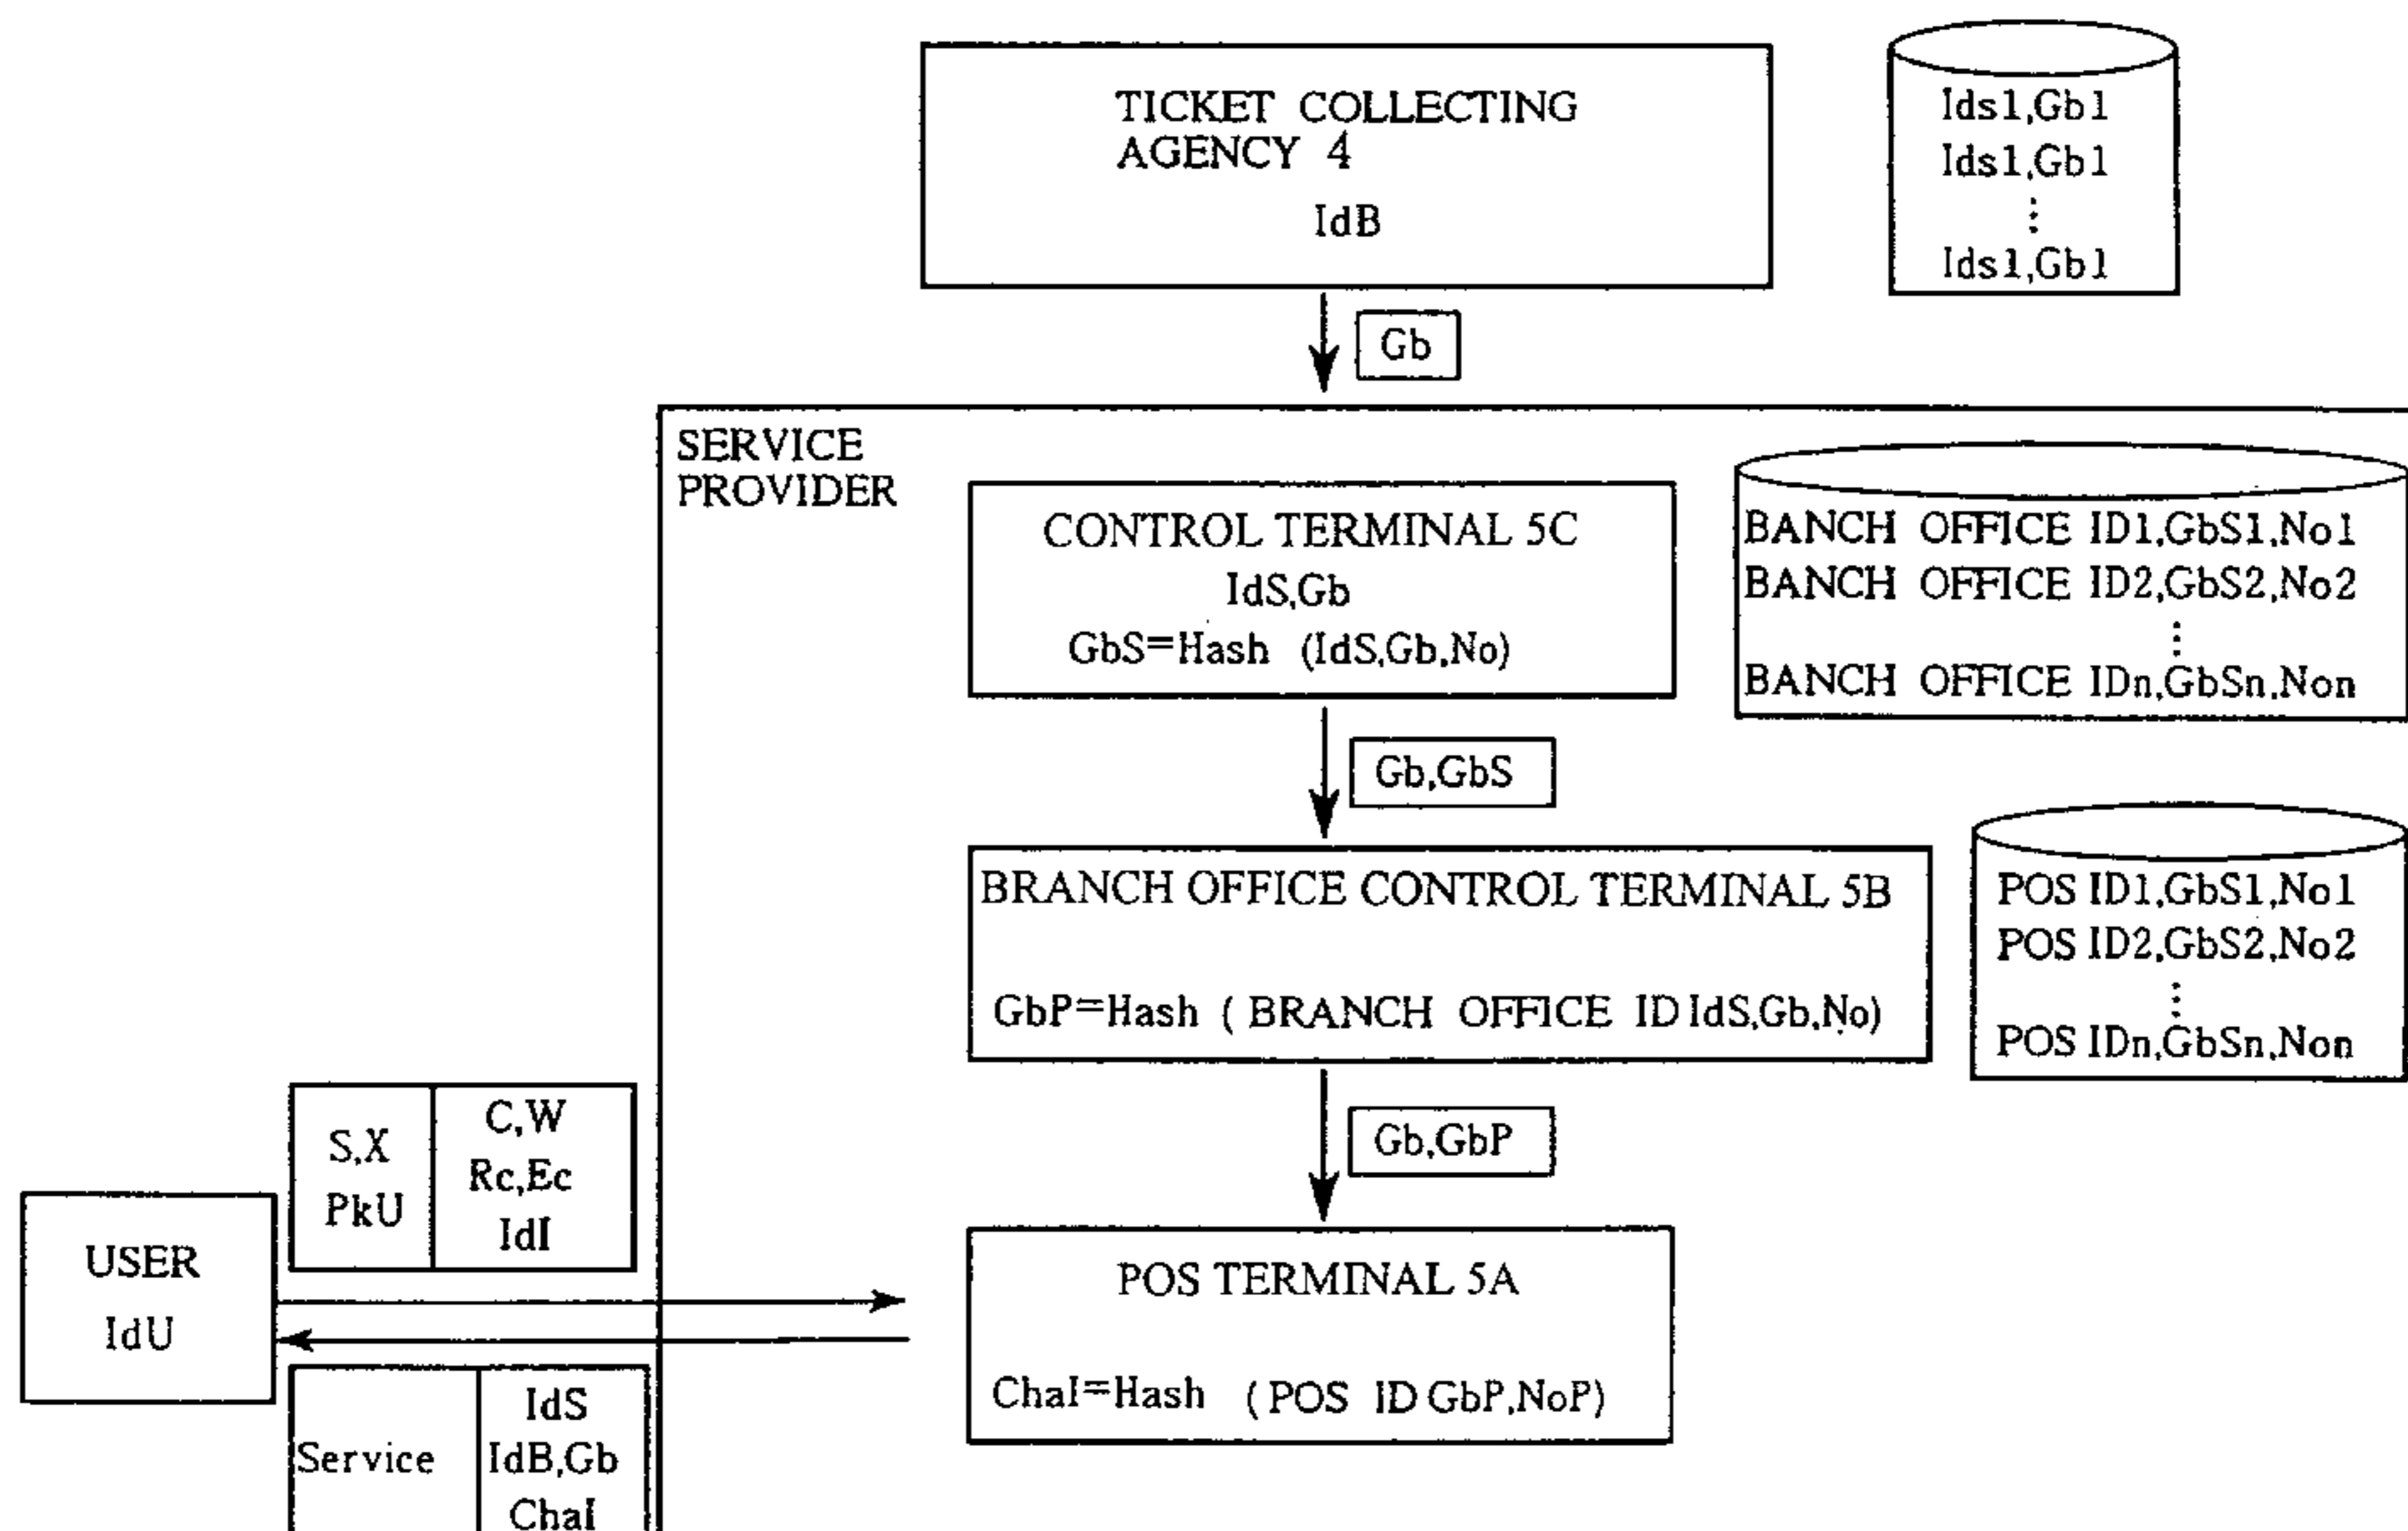 TICKET COLLECTING
AGENCY 4
IdB
Ids1,Gb1
Ids1,Gb1
⋮
Ids1,Gb1
Gb
SERVICE
PROVIDER
CONTROL TERMINAL 5C
IdS,Gb
GbS=Hash (IdS,Gb,No)
BANCH OFFICE ID1,GbS1,No1
BANCH OFFICE ID2,GbS2,No2
⋮
BANCH OFFICE IDn,GbSn,Non
Gb,GbS
BRANCH OFFICE CONTROL TERMINAL 5B
GbP=Hash ( BRANCH OFFICE ID IdS,Gb,No)
POS ID1,GbS1,No1
POS ID2,GbS2,No2
⋮
POS IDn,GbSn,Non
Gb,GbP
S,X
PkU
C,W
Rc,Ec
IdI
USER
IdU
POS TERMINAL 5A
ChaI=Hash (POS ID GbP,NoP)
Service
IdS
IdB,Gb
ChaI